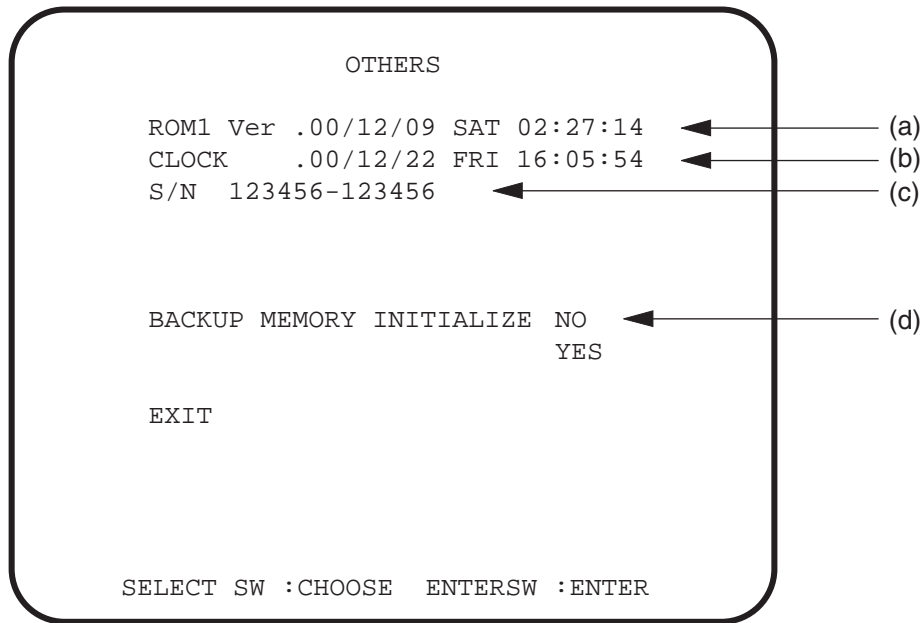 OTHERS
ROM1 Ver .00/12/09 SAT 02:27:14 (a)
CLOCK .00/12/22 FRI 16:05:54 (b)
S/N 123456-123456 (c)
BACKUP MEMORY INITIALIZE NO (d)
YES
EXIT
SELECT SW :CHOOSE ENTERSW :ENTER